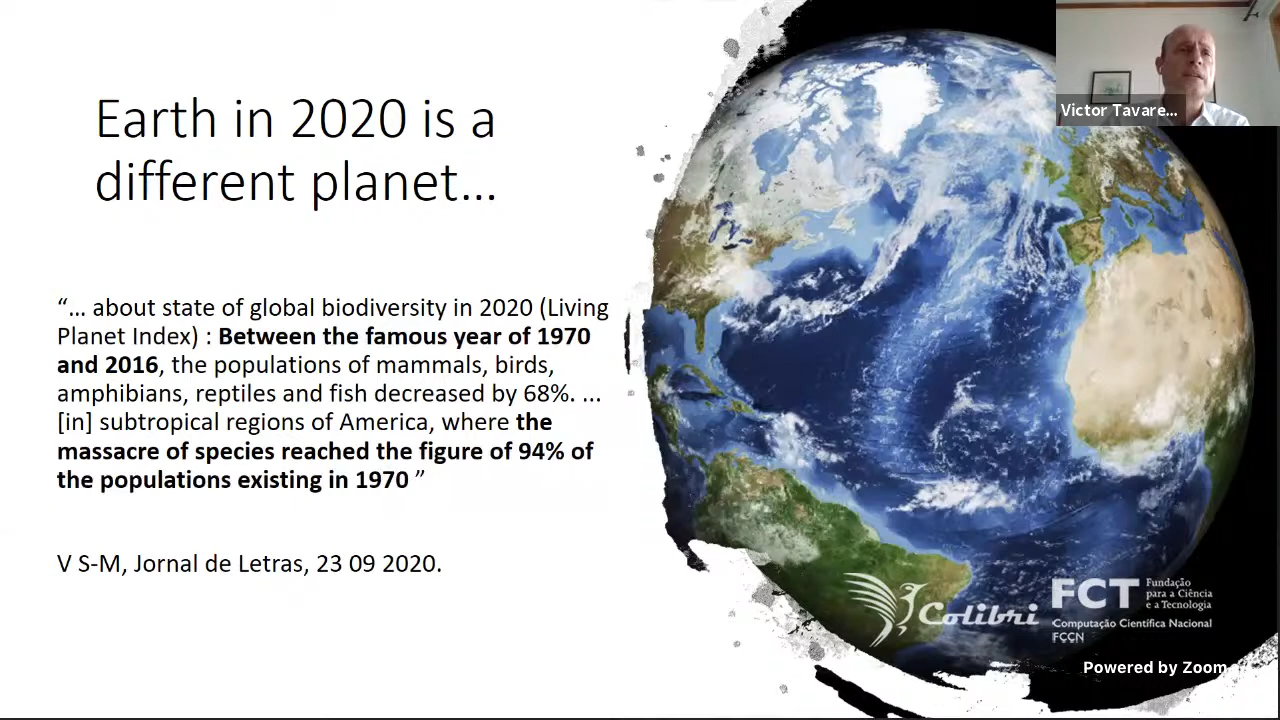 Earth in 2020 is a
different planet...
“... about state of global biodiversity in 2020 (Living
Planet Index) : Between the famous year of 1970
and 2016, the populations of mammals, birds,
amphibians, reptiles and fish decreased by 68%. ...
[in] subtropical regions of America, where the
massacre of species reached the figure of 94% of
the populations existing in 1970 ”
V S-M, Jornal de Letras, 23 09 2020.
Victor Tavare...
Colibri
FCT
Fundação
para a Ciência
e a Tecnologia
Computação Científica Nacional
FCCN
Powered by Zoom